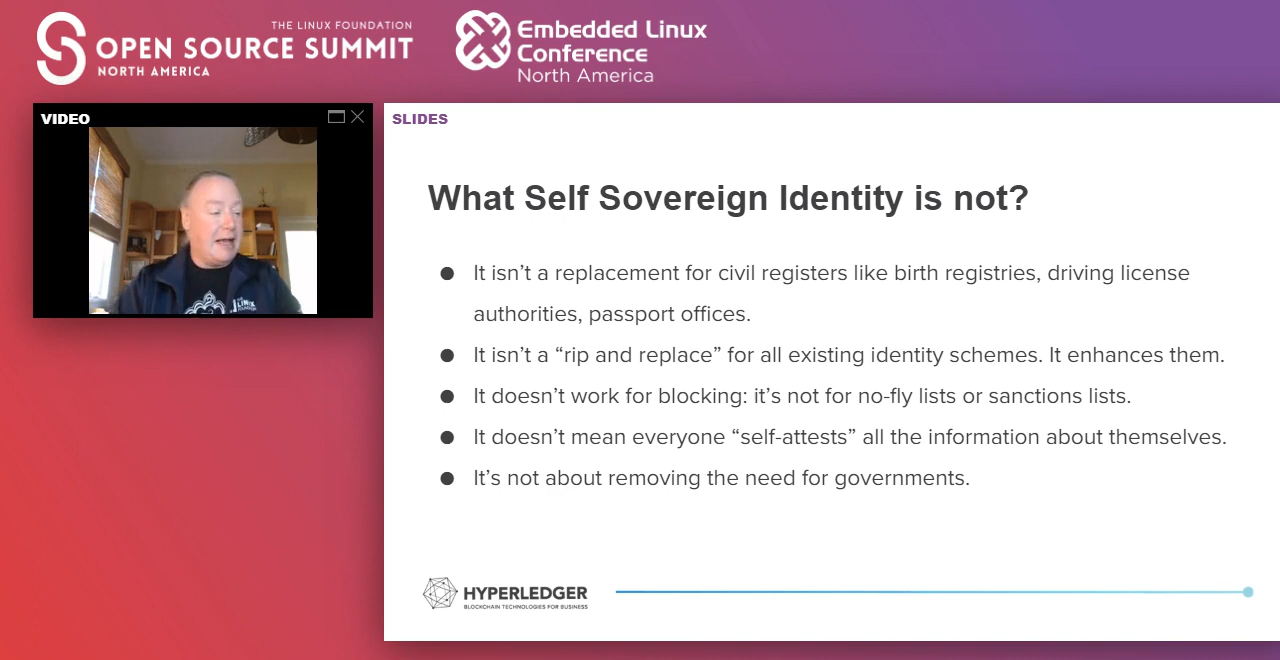 THE LINUX FOUNDATION
OPEN SOURCE SUMMIT
NORTH AMERICA
Embedded Linux
Conference
North America
VIDEO
SLIDES
What Self Sovereign Identity is not?
● It isn’t a replacement for civil registers like birth registries, driving license
authorities, passport offices.
● It isn’t a “rip and replace” for all existing identity schemes. It enhances them.
● It doesn’t work for blocking: it’s not for no-fly lists or sanctions lists.
● It doesn’t mean everyone “self-attests” all the information about themselves.
● It’s not about removing the need for governments.
HYPERLEDGER
BLOCKCHAIN TECHNOLOGIES FOR BUSINESS
THE
LINUX
FOUNDATION